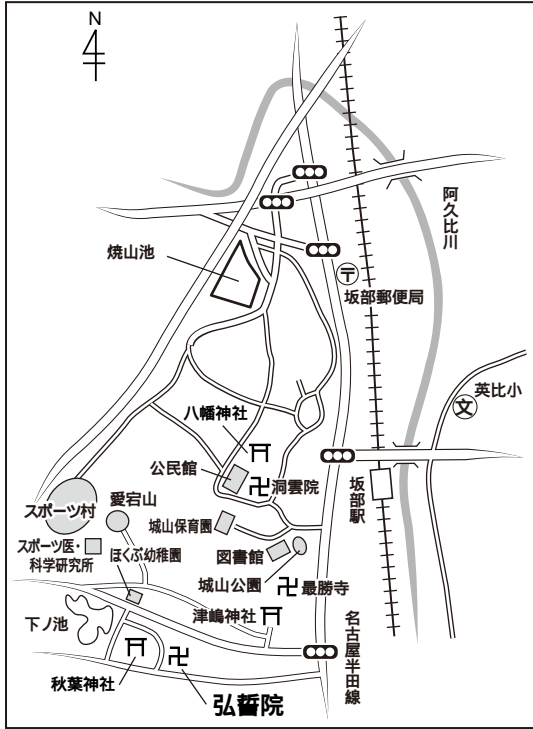 N
阿久比川
焼山池
〒
坂部郵便局
英比小
文
八幡神社
公民館
洞雲院
坂部駅
愛宕山
スポーツ村
城山保育園
スポーツ医・
科学研究所
ほくぶ幼稚園
図書館
城山公園
最勝寺
津嶋神社
下ノ池
名古屋半田線
秋葉神社
弘誓院